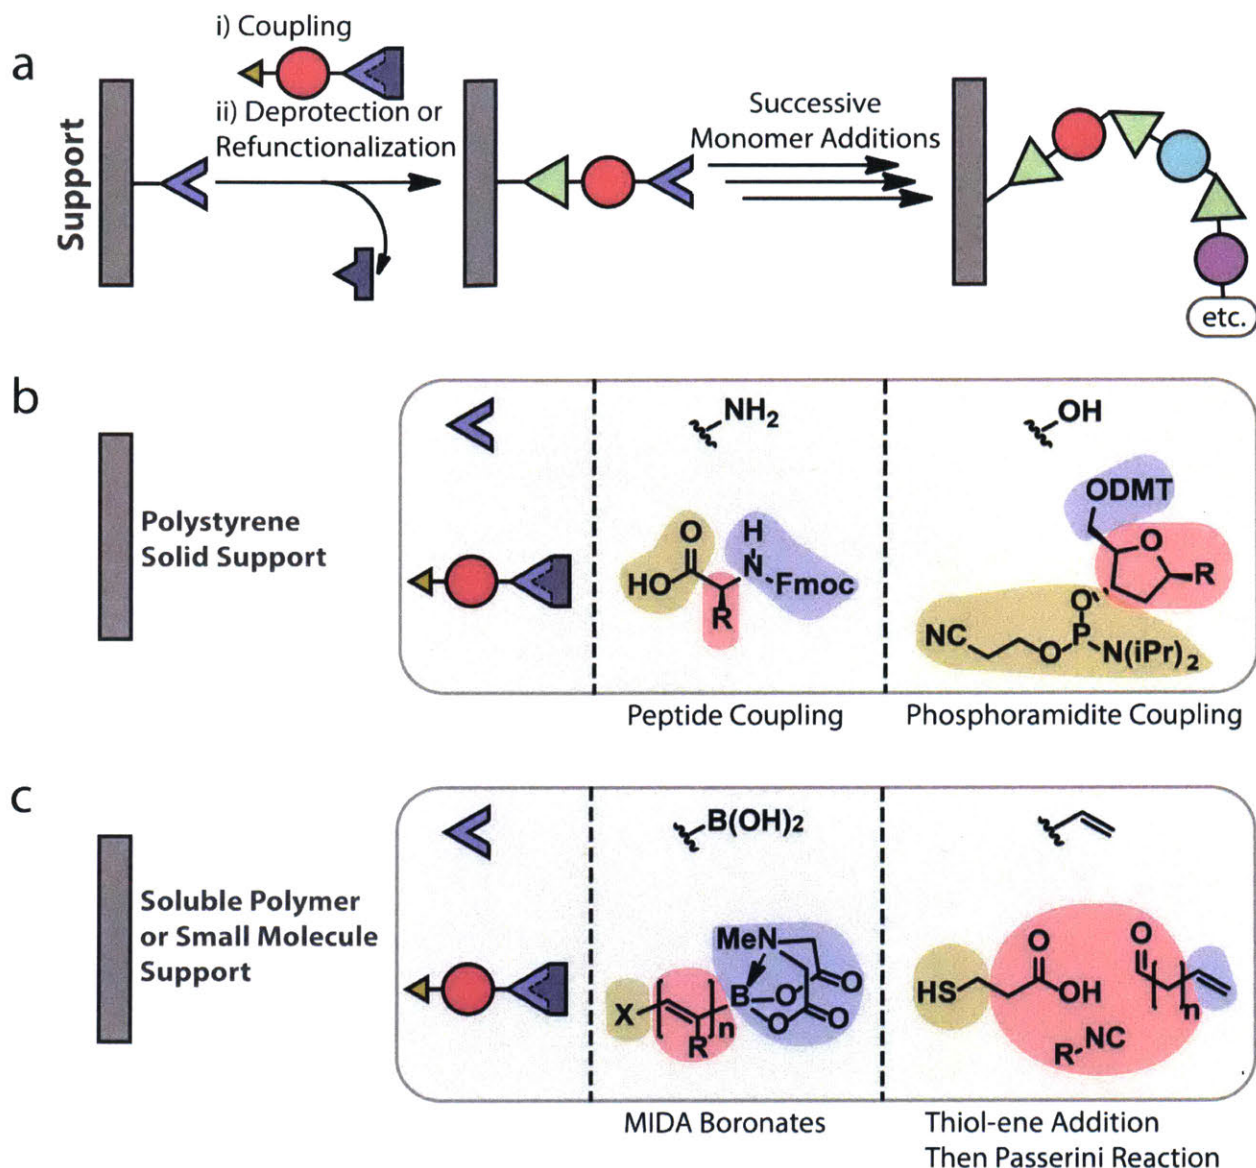 a
Support
i) Coupling
ii) Deprotection or
Refunctionalization
Successive
Monomer Additions
etc.
b
Polystyrene
Solid Support
NH2
OH
O
HO
H
N
Fmoc
R
ODMT
O
R
O
P
NC
O
N(iPr)2
Peptide Coupling
Phosphoramidite Coupling
c
Soluble Polymer
or Small Molecule
Support
B(OH)2
X
R
n
MeN
B
O
O
O
O
HS
O
OH
O
n
R
NC
MIDA Boronates
Thiol-ene Addition
Then Passerini Reaction